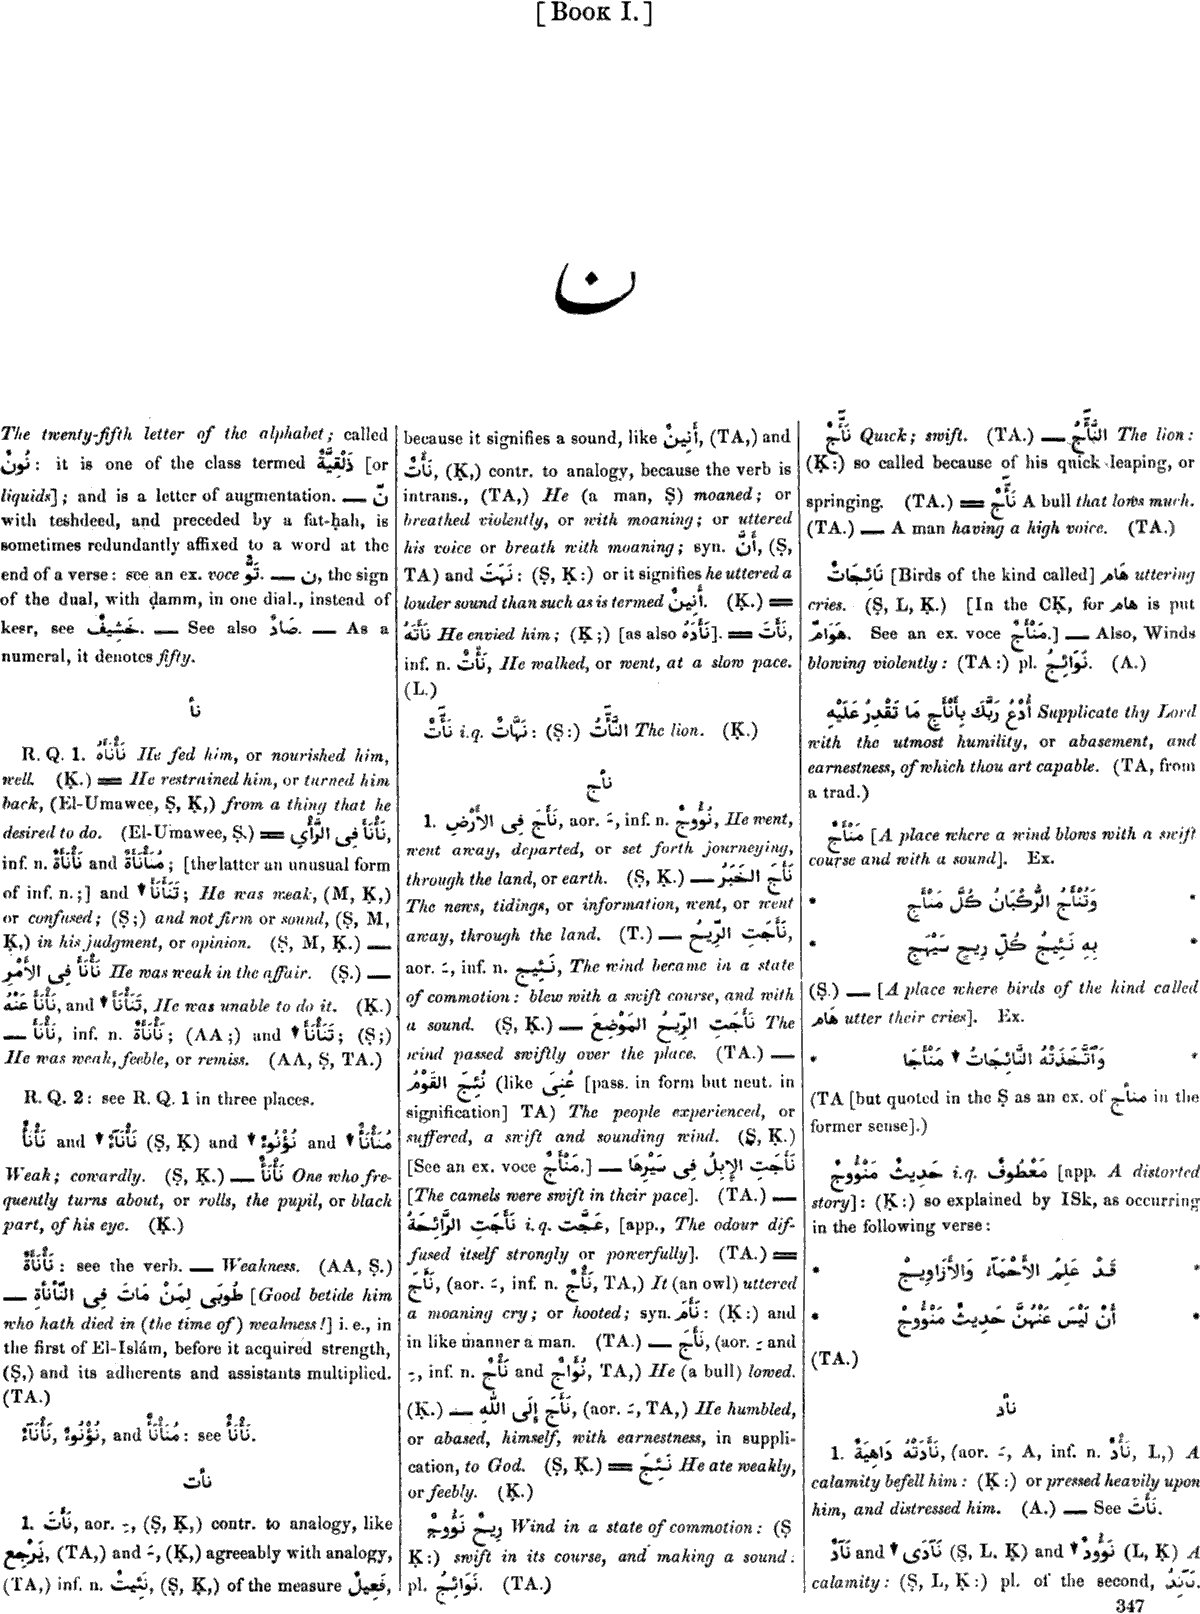 [BOOK I.]
ن
The twenty-fifth letter of the alphabet; called
نُونٌ: it is one of the class termed ذَلْقِيَّةٌ [or
liquids]; and is a letter of augmentation. — نّ
with teshdeed, and preceded by a fat-ḥah, is
sometimes redundantly affixed to a word at the
end of a verse: see an ex. voce تَوٌّ. — ن, the sign
of the dual, with ḍamm, in one dial., instead of
kesr, see خَشِيفٌ. — See also صَادٌ. — As a
numeral, it denotes fifty.
نأ
R. Q. 1. نَأْنَأَهُ He fed him, or nourished him,
well. (Ḳ.) = He restrained him, or turned him
back, (El-Umawee, Ṣ, Ḳ,) from a thing that he
desired to do. (El-Umawee, Ṣ.) = نَأْنَأَ فِى الرَّأْىِ,
inf. n. نَأْنَأَةٌ and مُنَأْنَأَةٌ; [the latter an unusual form
of inf. n.;] and ↓ تَنَأْنَأَ; He was weak, (M, Ḳ,)
or confused; (Ṣ;) and not firm or sound, (Ṣ, M,
Ḳ,) in his judgment, or opinion. (Ṣ, M, Ḳ.) —
نَأْنَأَ فِى الأَمْرِ He was weak in the affair. (Ṣ.) —
نَأْنَأَ عَنْهُ, and ↓ تَنَأْنَأَ, He was unable to do it. (Ḳ.)
— نَأْنَأَ, inf. n. نَأْنَأَةٌ; (AA;) and ↓ تَنَأْنَأَ; (Ṣ;)
He was weak, feeble, or remiss. (AA, Ṣ, TA.)
R. Q. 2: see R. Q. 1 in three places.
نَأْنَأٌ and ↓ نَأْنَآءٌ (Ṣ, Ḳ) and ↓ نُؤْنُوءٌ and ↓ مُنَأْنَأٌ
Weak; cowardly. (Ṣ, Ḳ.) — نَأْنَأٌ One who fre-
quently turns about, or rolls, the pupil, or black
part, of his eye. (Ḳ.)
نَأْنَأَةٌ: see the verb. — Weakness. (AA, Ṣ.)
— طُوبَى لِمَنْ مَاتَ فِى النَّأْنَأَةِ [Good betide him
who hath died in (the time of) weakness!] i. e., in
the first of El-Islám, before it acquired strength,
(Ṣ,) and its adherents and assistants multiplied.
(TA.)
نَأْنَآءٌ, نُؤْنُوءٌ, and مُنَأْنَأٌ: see نَأْنَأٌ.
نأت
1. نَأَتَ, aor. ـِ, (Ṣ, Ḳ,) contr. to analogy, like
يَرْجِعُ, (TA,) and ـَ, (Ḳ,) agreeably with analogy,
(TA,) inf. n. نَئِيتٌ, (Ṣ, Ḳ,) of the measure فَعِيلٌ,
because it signifies a sound, like أَنِينٌ, (TA,) and
نَأْتٌ, (Ḳ,) contr. to analogy, because the verb is
intrans., (TA,) He (a man, Ṣ) moaned; or
breathed violently, or with moaning; or uttered
his voice or breath with moaning; syn. أَنَّ, (Ṣ,
TA) and نَهَتَ: (Ṣ, Ḳ:) or it signifies he uttered a
louder sound than such as is termed أَنِينٌ. (Ḳ.) =
نَأَتَهُ He envied him; (Ḳ;) [as also نَأَدَهُ]. = نَأَتَ,
inf. n. نَأْتٌ, He walked, or went, at a slow pace.
(L.)
نَأَّتٌ i.q. نَهَّاتٌ: (Ṣ:) النَّأَّتُ The lion. (Ḳ.)
نأج
1. نَأَجَ فِى الأَرْضِ, aor. ـَ, inf. n. نُؤُوجٌ, He went,
went away, departed, or set forth journeying,
through the land, or earth. (Ṣ, Ḳ.) — نَأَجَ الخَبَرُ
The news, tidings, or information, went, or went
away, through the land. (T.) — نَأَجَتِ الرِّيحُ,
aor. ـَ, inf. n. نَئِيجٌ, The wind became in a state
of commotion: blew with a swift course, and with
a sound. (Ṣ, Ḳ.) — نَأَجَتِ الرِّيحُ المَوْضِعَ The
wind passed swiftly over the place. (TA.) —
نُئِجَ القَوْمُ (like عُنِىَ [pass. in form but neut. in
signification] TA) The people experienced, or
suffered, a swift and sounding wind. (Ṣ, Ḳ.)
[See an ex. voce مَنْأَجٌ.] — نَأَجَتِ الإِبِلُ فِى سَيْرِهَا
[The camels were swift in their pace]. (TA.) —
نَأَجَتِ الرَّائِحَةُ i.q. عَجَّت, [app., The odour dif-
fused itself strongly or powerfully]. (TA.) =
نَأَجَ, (aor. ـَ, inf. n. نَأْجٌ, TA,) It (an owl) uttered
a moaning cry; or hooted; syn. نَأَمَ: (Ḳ:) and
in like manner a man. (TA.) — نَأَجَ, (aor. ـَ and
ـِ, inf. n. نَأْجٌ and نُؤَاجٌ, TA,) He (a bull) lowed.
(Ḳ.) — نَأَجَ إِلَى اللّٰهِ, (aor. ـَ, TA,) He humbled,
or abased, himself, with earnestness, in suppli-
cation, to God. (Ṣ, Ḳ.) = نَئِجَ He ate weakly,
or feebly. (Ḳ.)
رِيحٌ نَؤُوجٌ Wind in a state of commotion: (Ṣ
Ḳ:) swift in its course, and making a sound:
pl. نَوَائِجُ. (TA.)
نَأَّجٌ Quick; swift. (TA.) — النَّأَّجُ The lion:
(Ḳ:) so called because of his quick leaping, or
springing. (TA.) = نَأَّجٌ A bull that lows much.
(TA.) — A man having a high voice. (TA.)
نَائِجَاتٌ [Birds of the kind called] هَام uttering
cries. (Ṣ, L, Ḳ.) [In the CḲ, for هام is put
هَوَامّ. See an ex. voce مَنْأَجٌ.] — Also, Winds
blowing violently: (TA:) pl. نَوَائِجُ. (A.)
أُدْعُ رَبَّكَ بِأَنْأَجِ مَا تَقْدِرُ عَلَيْهِ Supplicate thy Lord
with the utmost humility, or abasement, and
earnestness, of which thou art capable. (TA, from
a trad.)
مَنْأَجٌ [A place where a wind blows with a swift
course and with a sound]. Ex.
* وَتُنْأَجُ الرُّكْبَانُ كُلَّ مَنْأَجِ *
* بِهِ نَئِيجُ كُلِّ رِيحٍ سَيْهَجِ *
(Ṣ.) — [A place where birds of the kind called
هَام utter their cries]. Ex.
* وَٱتَّخَذَتْهُ النَّائِجَاتُ ↓ مَنْأَجَا *
(TA [but quoted in the Ṣ as an ex. of منأج in the
former sense].)
حَدِيثٌ مَنْؤُوجٌ i.q. مَعْطُوفٌ [app. A distorted
story]: (Ḳ:) so explained by ISk, as occurring
in the following verse:
* قَدْ عَلِمَ الأَحْمَآءُ وَالأَزَاوِيجْ *
* أَنْ لَيْسَ عَنْهُنَّ حَدِيثٌ مَنْؤُوجْ *
(TA.)
نأد
1. نَأَدَتْهُ دَاهِيَةٌ, (aor. ـَ, A, inf. n. نَأْدٌ, L,) A
calamity befell him: (Ḳ:) or pressed heavily upon
him, and distressed him. (A.) — See نَأَتَ.
نَآدٌ and ↓ نَآدَى (Ṣ, L, Ḳ) and ↓ نَؤُودٌ (L, Ḳ) A
calamity: (Ṣ, L, Ḳ:) pl. of the second, نَآئِدُ.
347